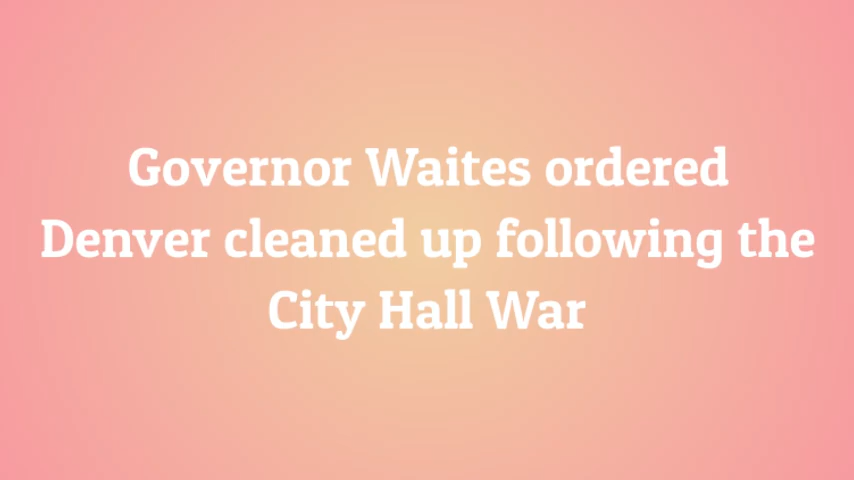 Governor Waites ordered
Denver cleaned up following the
City Hall War